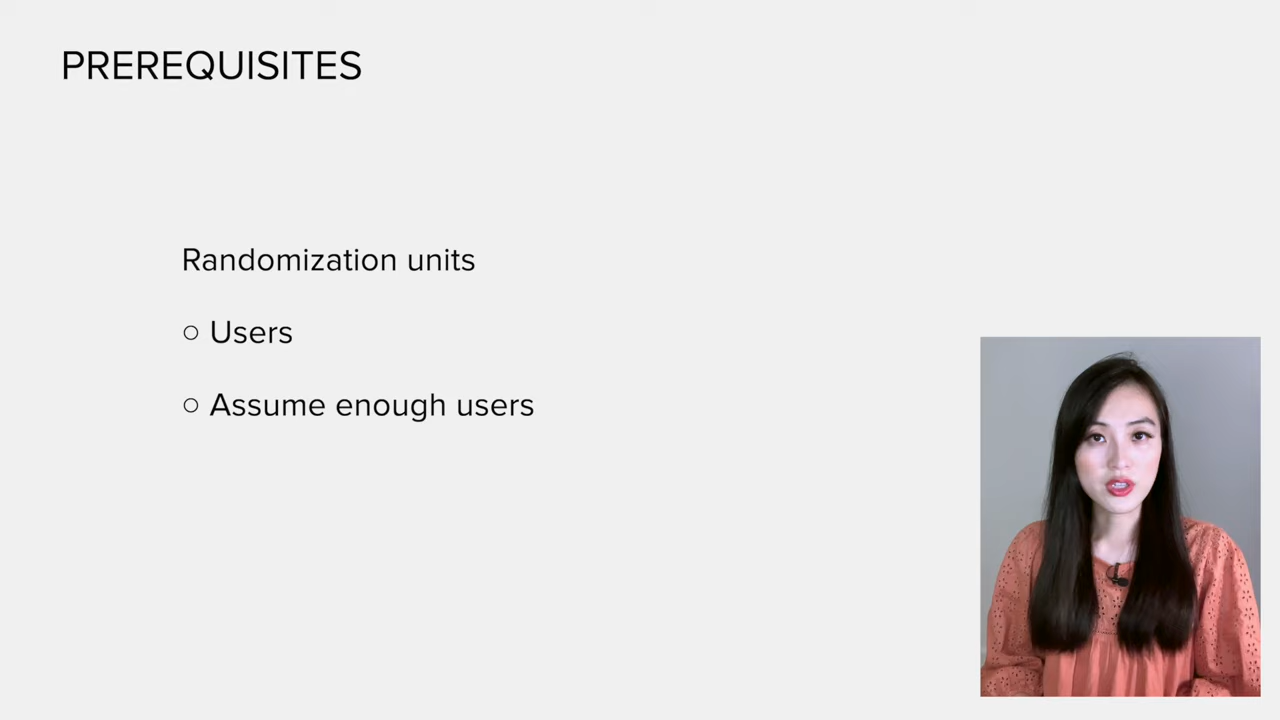 PREREQUISITES
Randomization units
○ Users
○ Assume enough users